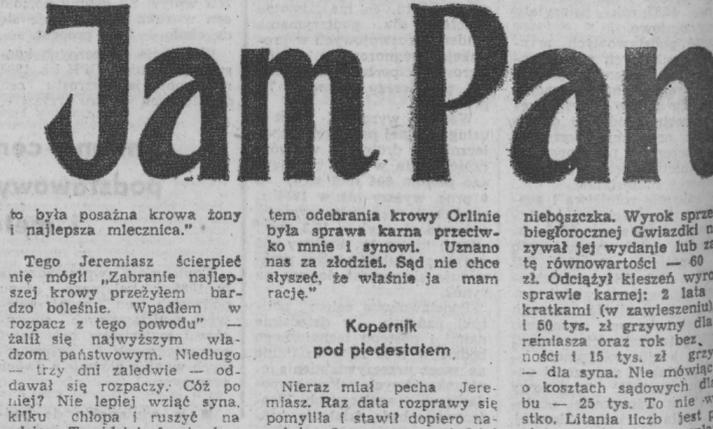 Jam Pan
to była posażna krowa żony
i najlepsza mlecznica."
Tego Jeremiasz ścierpieć
nie mógł! „Zabranie najlep-
szej krowy przeżyłem bar-
dzo boleśnie. Wpadłem w
rozpacz z tego powodu" —
żalił się najwyższym wła-
dzom państwowym. Niedługo
— trzy dni zaledwie — od-
dawał się rozpaczy. Cóż po
niej? Nie lepiej wziąć syna,
kilku chłopa i ruszyć na
tem odebrania krowy Orlinie
była sprawa karna przeciw-
ko mnie i synowi. Uznano
nas za złodziei. Sąd nie chce
słyszeć, że właśnie ja mam
rację."
Kopernik
pod piedestałem
Nieraz miał pecha Jere-
miasz. Raz data rozprawy się
pomyliła i stawił dopiero na-
nieboszczka. Wyrok sprze
biegłorocznej Gwiazdki n
zywał jej wydanie lub z
tę równowartości — 60
zł. Odciążył kieszeń wyro
sprawie karnej: 2 lata
kratkami (w zawieszeniu)
i 50 tys. zł grzywny dla
remiasza oraz rok bez
ności i 15 tys. zł grzy
— dla syna. Nie mówiąc
o kosztach sądowych dla
bu — 25 tys. To nie w
stko. Litania liczb jest